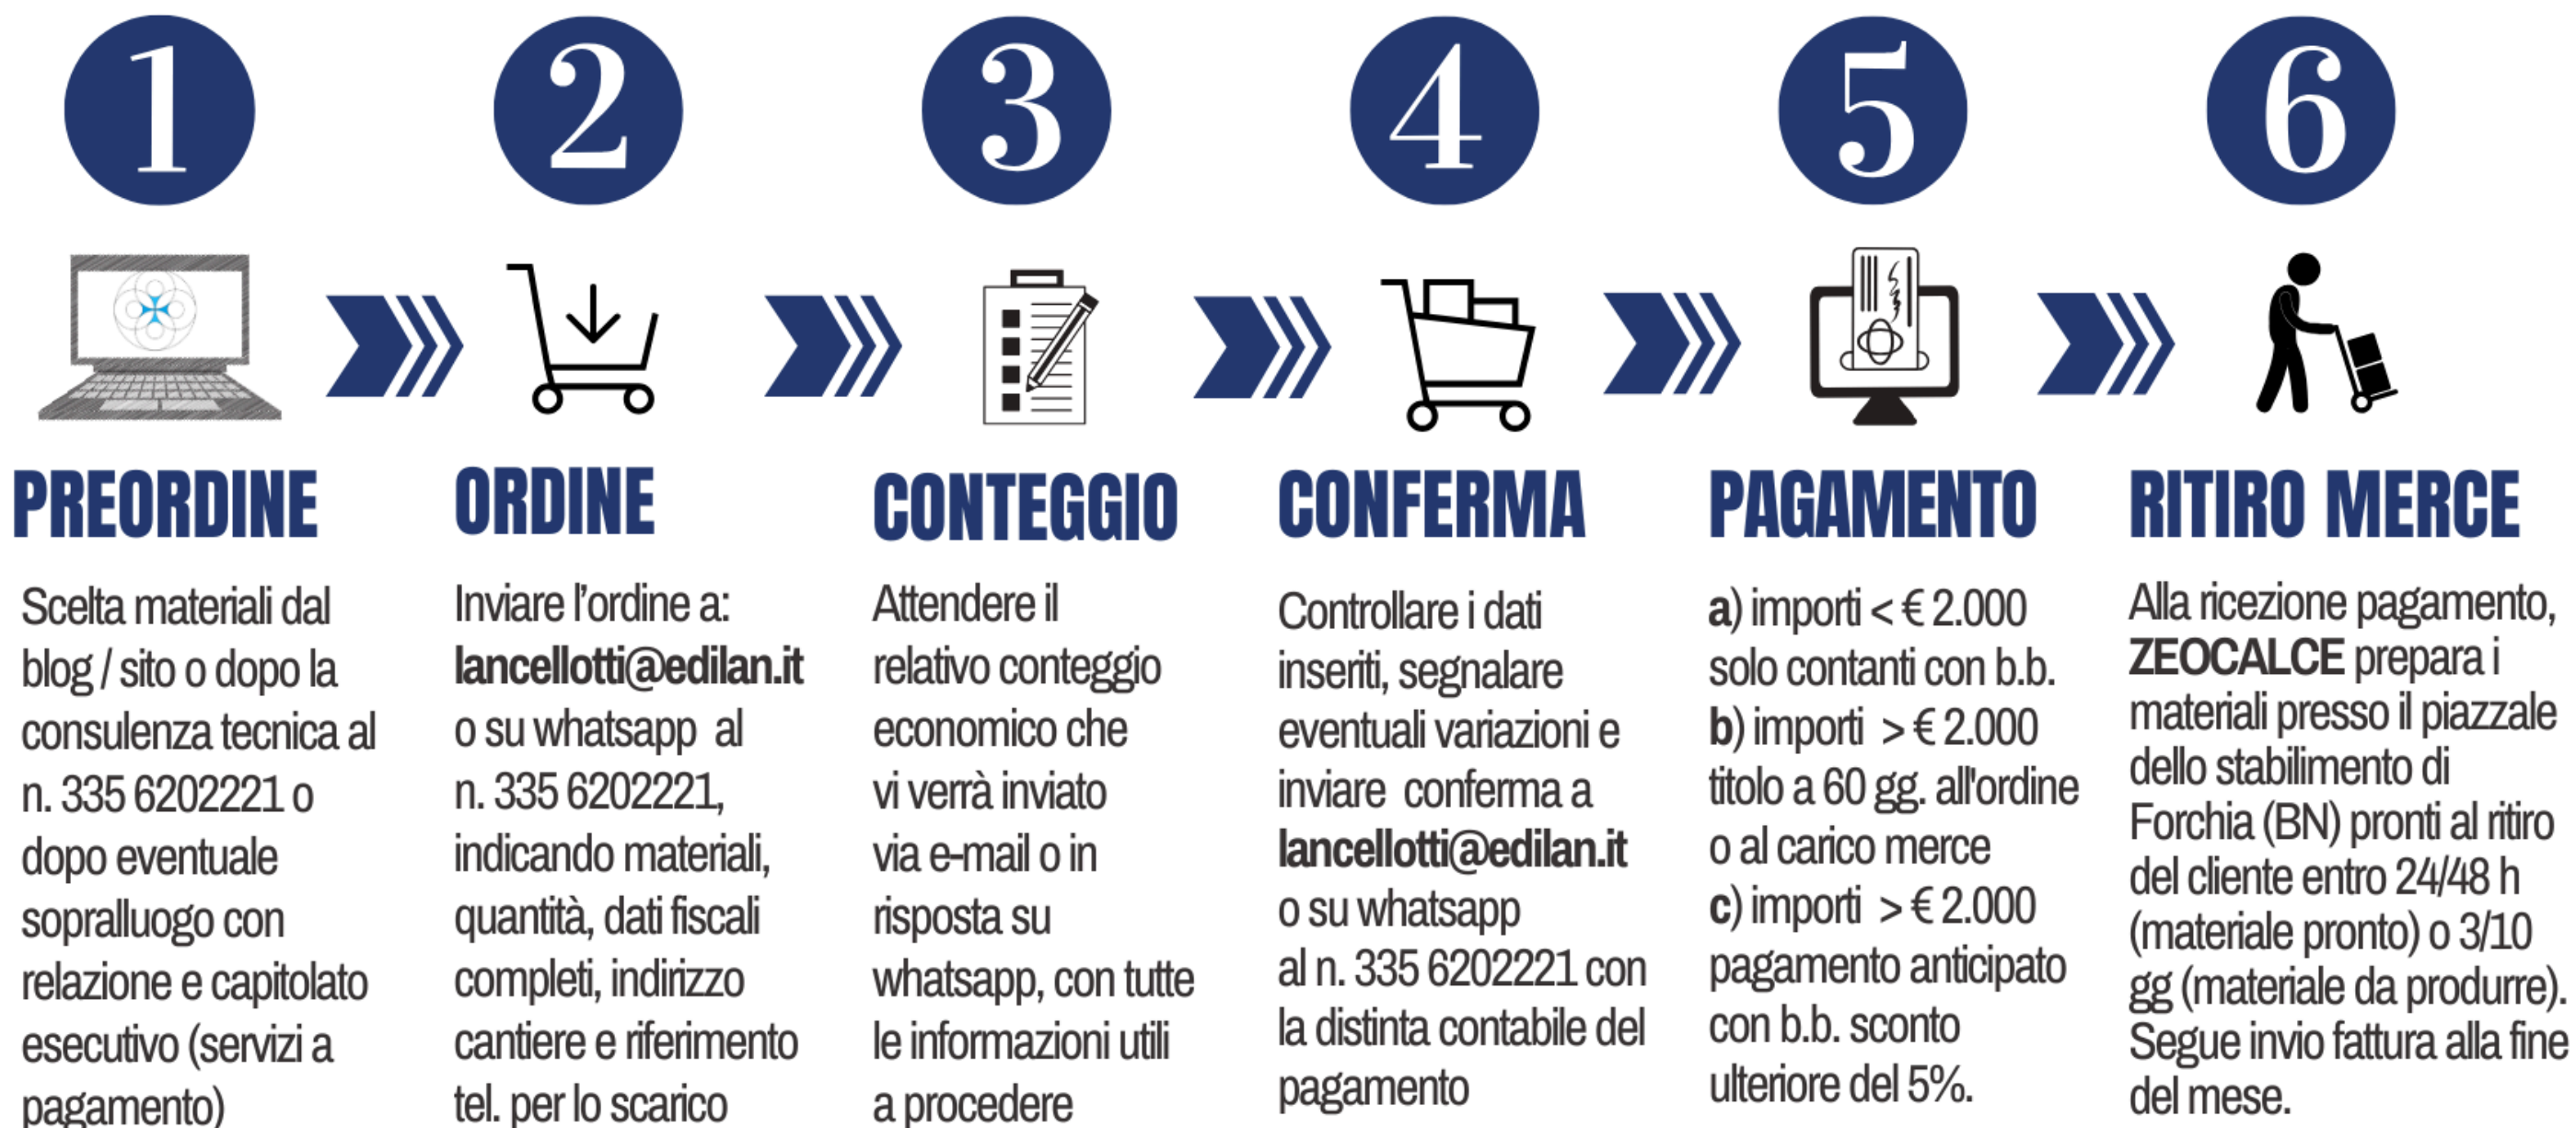 1
2
3
4
5
6
PREORDINE
Scelta materiali dal
blog / sito o dopo la
consulenza tecnica al
n. 335 6202221 o
dopo eventuale
sopralluogo con
relazione e capitolato
esecutivo (servizi a
pagamento)
ORDINE
Inviare l'ordine a:
lancellotti@edilan.it
o su whatsapp al
n. 335 6202221,
indicando materiali,
quantità, dati fiscali
completi, indirizzo
cantiere e riferimento
tel. per lo scarico
CONTEGGIO
Attendere il
relativo conteggio
economico che
vi verrà inviato
via e-mail o in
risposta su
whatsapp, con tutte
le informazioni utili
a procedere
CONFERMA
Controllare i dati
inseriti, segnalare
eventuali variazioni e
inviare conferma a
lancellotti@edilan.it
o su whatsapp
al n. 335 6202221 con
la distinta contabile del
pagamento
PAGAMENTO
a) importi < € 2.000
solo contanti con b.b.
b) importi > € 2.000
titolo a 60 gg. all'ordine
o al carico merce
c) importi > € 2.000
pagamento anticipato
con b.b. sconto
ulteriore del 5%.
RITIRO MERCE
Alla ricezione pagamento,
ZEOCALCE prepara i
materiali presso il piazzale
dello stabilimento di
Forchia (BN) pronti al ritiro
del cliente entro 24/48 h
(materiale pronto) o 3/10
gg (materiale da produrre).
Segue invio fattura alla fine
del mese.